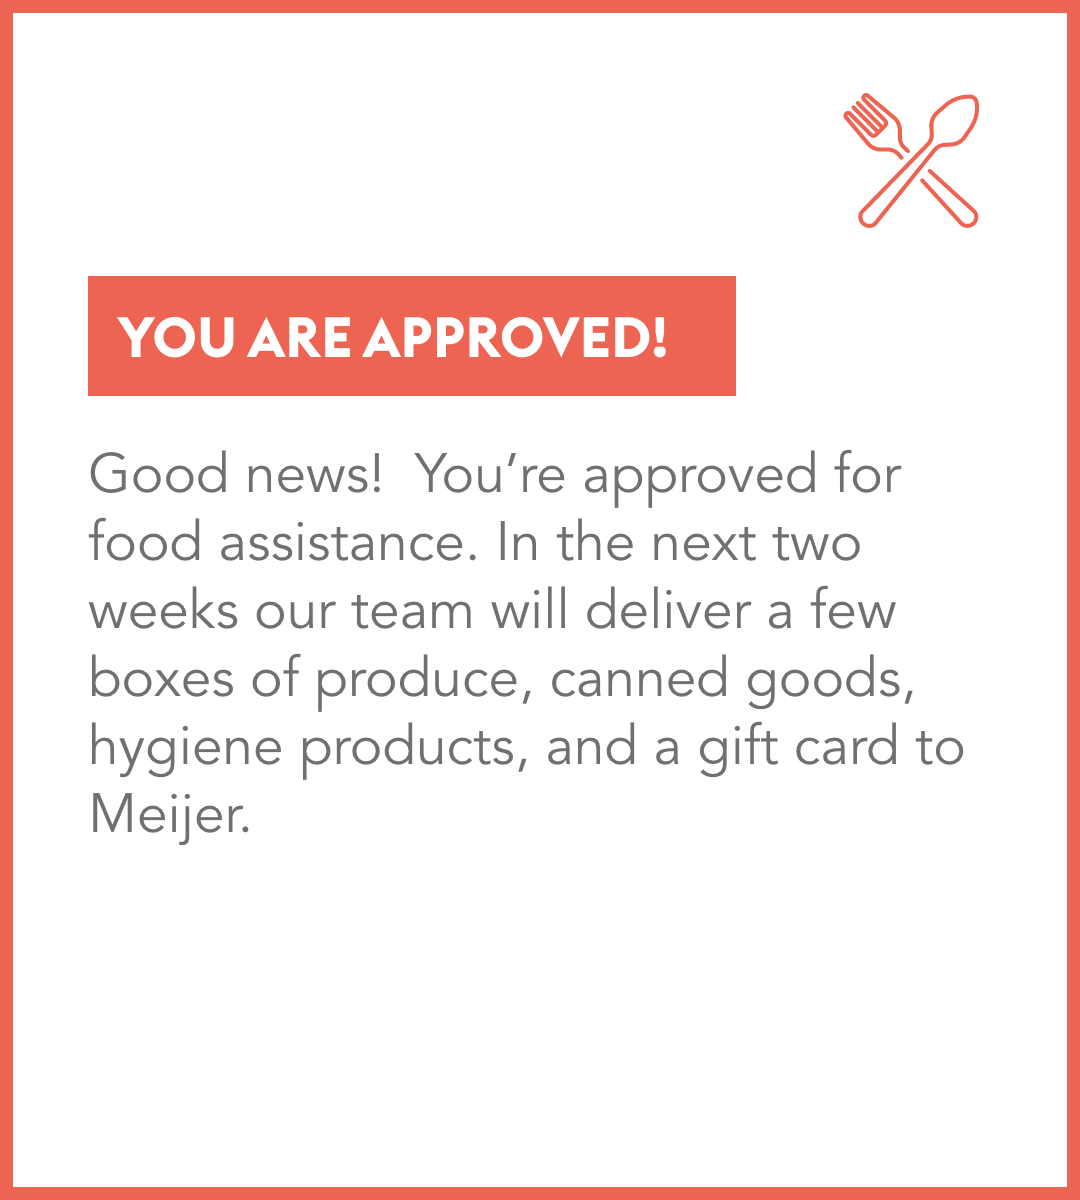 YOU ARE APPROVED!
Good news!  You’re approved for
food assistance. In the next two
weeks our team will deliver a few
boxes of produce, canned goods,
hygiene products, and a gift card to
Meijer.